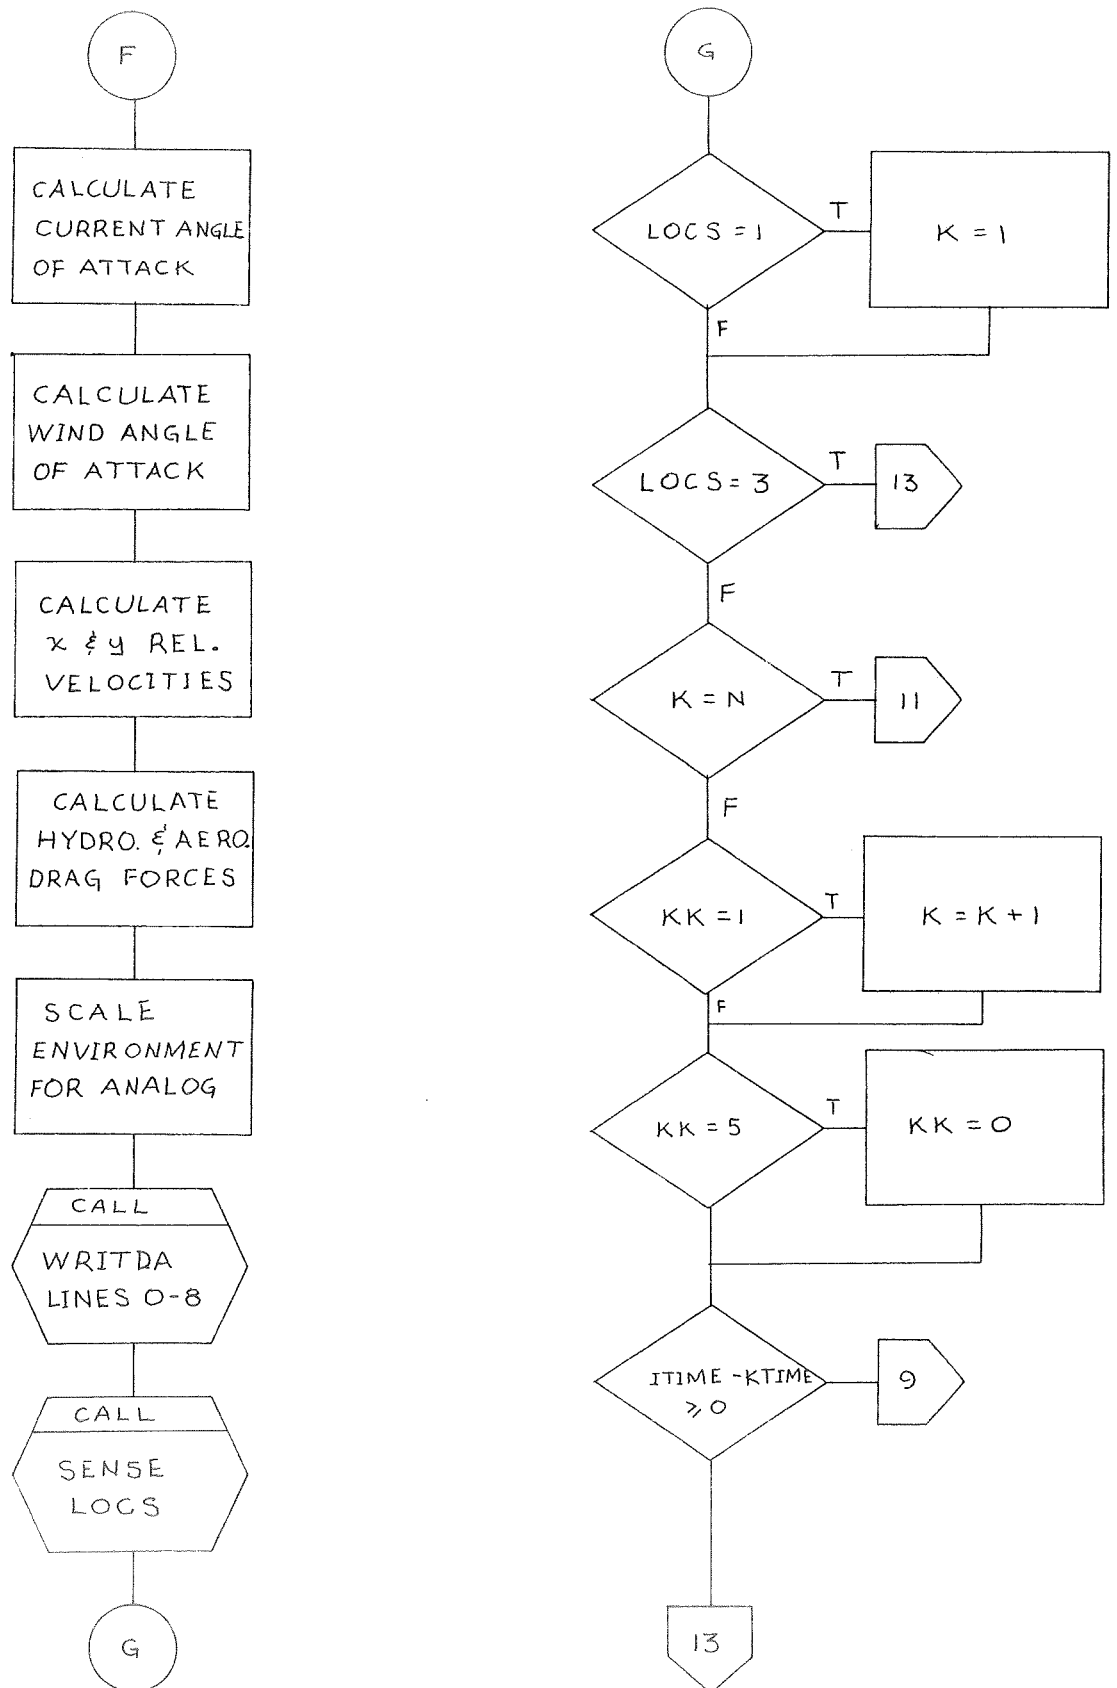 F
CALCULATE
CURRENT ANGLE
OF ATTACK
CALCULATE
WIND ANGLE
OF ATTACK
CALCULATE
x & y REL.
VELOCITIES
CALCULATE
HYDRO. & AERO.
DRAG FORCES
SCALE
ENVIRONMENT
FOR ANALOG
CALL
WRITDA
LINES 0-8
CALL
SENSE
LOCS
G
G
LOCS = 1
T
K = 1
F
LOCS = 3
T
13
F
K = N
T
11
F
KK = 1
T
K = K + 1
F
KK = 5
T
KK = 0
ITIME - KTIME
≥ 0
9
13